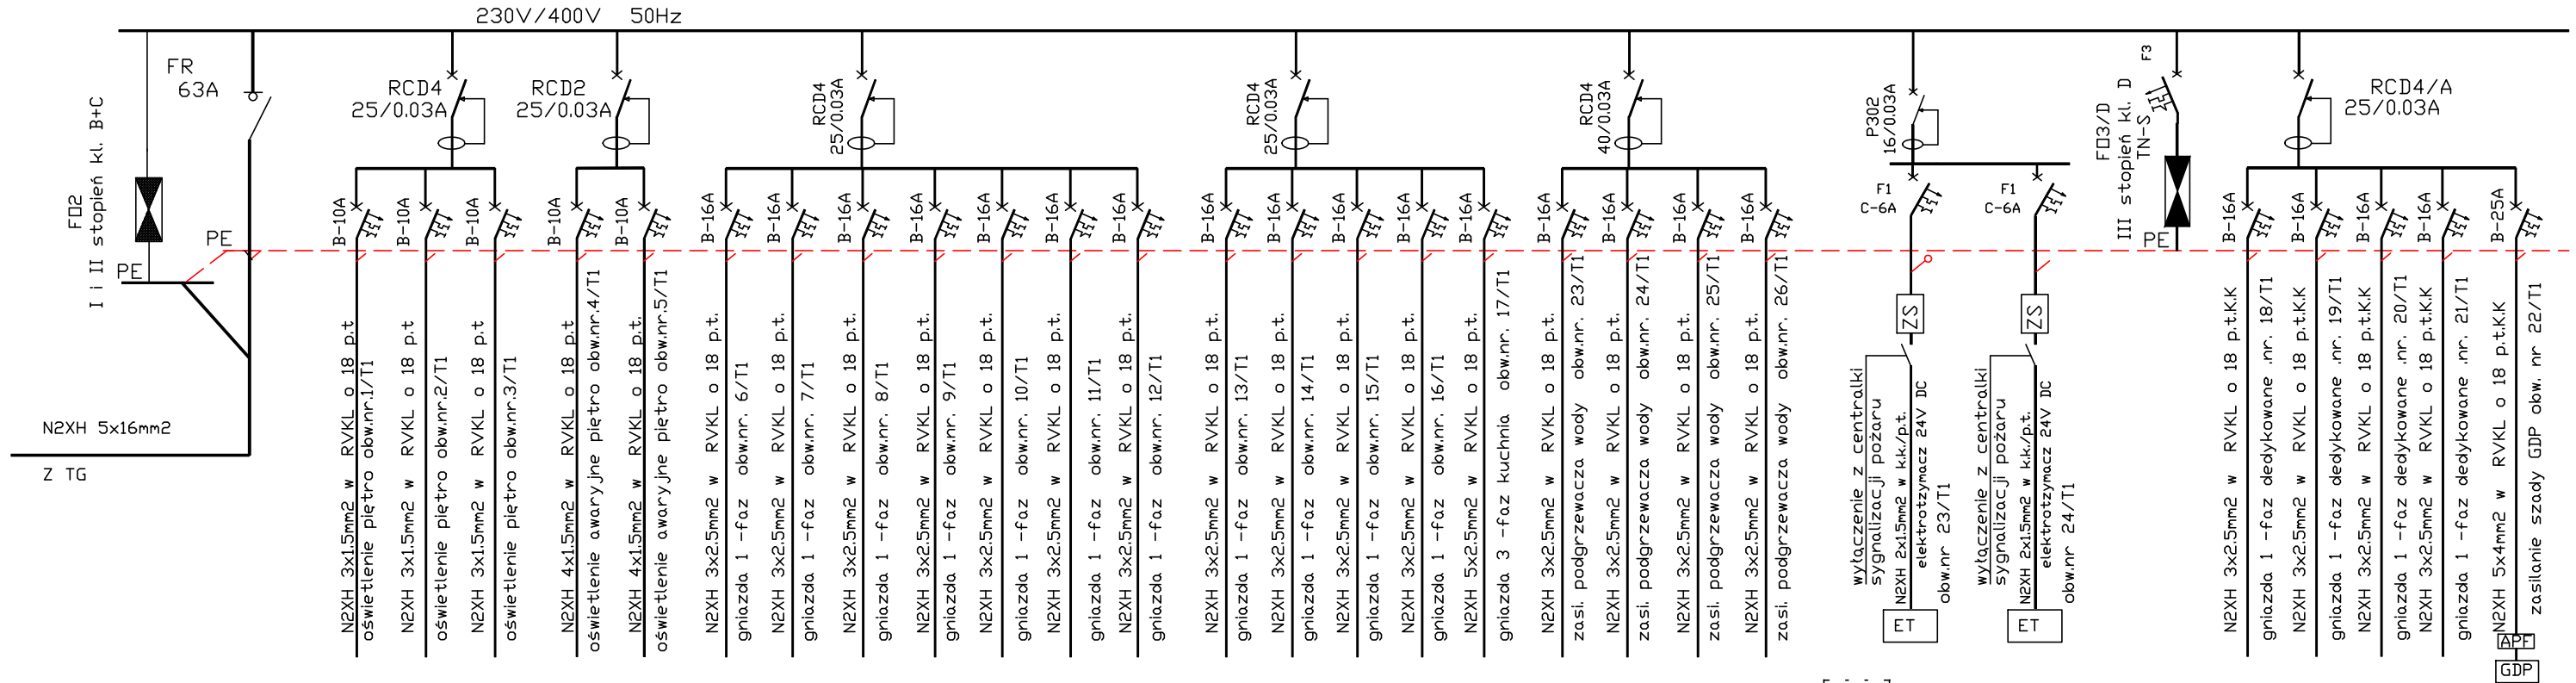 230V/400V 50Hz
FR
63A
FO2
I i II stopień kl. B+C
PE
PE
N2XH 5x16mm2
Z TG
RCD4
25/0.03A
B-10A
N2XH 3x1.5mm2 w RVKL o 18 p.t
oświetlenie piętro obw.nr.1/T1
B-10A
N2XH 3x1.5mm2 w RVKL o 18 p.t
oświetlenie piętro obw.nr.2/T1
B-10A
N2XH 3x1.5mm2 w RVKL o 18 p.t
oświetlenie piętro obw.nr.3/T1
RCD2
25/0.03A
B-10A
N2XH 4x1.5mm2 w RVKL o 18 p.t
oświetlenie awaryjne piętro obw.nr.4/T1
B-10A
N2XH 4x1.5mm2 w RVKL o 18 p.t.
oświetlenie awaryjne piętro obw.nr.5/T1
RCD4
25/0.03A
B-16A
N2XH 3x2.5mm2 w RVKL o 18 p.t.
gniazda 1 -faz obw.nr. 6/T1
B-16A
N2XH 3x2.5mm2 w RVKL o 18 p.t.
gniazda 1 -faz obw.nr. 7/T1
B-16A
N2XH 3x2.5mm2 w RVKL o 18 p.t.
gniazda 1 -faz obw.nr. 8/T1
B-16A
N2XH 3x2.5mm2 w RVKL o 18 p.t.
gniazda 1 -faz obw.nr. 9/T1
B-16A
N2XH 3x2.5mm2 w RVKL o 18 p.t.
gniazda 1 -faz obw.nr. 10/T1
B-16A
N2XH 3x2.5mm2 w RVKL o 18 p.t.
gniazda 1 -faz obw.nr. 11/T1
B-16A
N2XH 3x2.5mm2 w RVKL o 18 p.t.
gniazda 1 -faz obw.nr. 12/T1
RCD4
25/0.03A
B-16A
N2XH 3x2.5mm2 w RVKL o 18 p.t.
gniazda 1 -faz obw.nr. 13/T1
B-16A
N2XH 3x2.5mm2 w RVKL o 18 p.t.
gniazda 1 -faz obw.nr. 14/T1
B-16A
N2XH 3x2.5mm2 w RVKL o 18 p.t.
gniazda 1 -faz obw.nr. 15/T1
B-16A
N2XH 3x2.5mm2 w RVKL o 18 p.t.
gniazda 1 -faz obw.nr. 16/T1
B-16A
N2XH 5x2.5mm2 w RVKL o 18 p.t.
gniazda 3 -faz kuchnia obw.nr. 17/T1
RCD4
40/0.03A
B-16A
N2XH 3x2.5mm2 w RVKL o 18 p.t.
zasi. podgrzewacza wody obw.nr. 23/T1
B-16A
N2XH 3x2.5mm2 w RVKL o 18 p.t.
zasi. podgrzewacza wody obw.nr. 24/T1
B-16A
N2XH 3x2.5mm2 w RVKL o 18 p.t.
zasi. podgrzewacza wody obw.nr. 25/T1
B-16A
N2XH 3x2.5mm2 w RVKL o 18 p.t.
zasi. podgrzewacza wody obw.nr. 26/T1
P302
16/0.03A
F1
C-6A
ZS
wyłączenie z centralki
sygnalizacji pożaru
N2XH 2x1.5mm2 w k.k./p.t.
elektrotzymacz 24V DC
obw.nr 23/T1
ET
F1
C-6A
ZS
wyłączenie z centralki
sygnalizacji pożaru
N2XH 2x1.5mm2 w k.k./p.t.
elektrotzymacz 24V DC
obw.nr 24/T1
ET
F3
FO3/D
III stopień kl. D
TN-S
PE
RCD4/A
25/0.03A
B-16A
N2XH 3x2.5mm2 w RVKL o 18 p.t.K.K
gniazda 1 -faz dedykowane .nr. 18/T1
B-16A
N2XH 3x2.5mm2 w RVKL o 18 p.t.K.K
gniazda 1 -faz dedykowane .nr. 19/T1
B-16A
N2XH 3x2.5mm2 w RVKL o 18 p.t.K.K
gniazda 1 -faz dedykowane .nr. 20/T1
B-16A
N2XH 3x2.5mm2 w RVKL o 18 p.t.K.K
gniazda 1 -faz dedykowane .nr. 21/T1
B-25A
N2XH 5x4mm2 w RVKL o 18 p.t.K.K
zasilanie szady GDP obw. nr 22/T1
APF
GDP